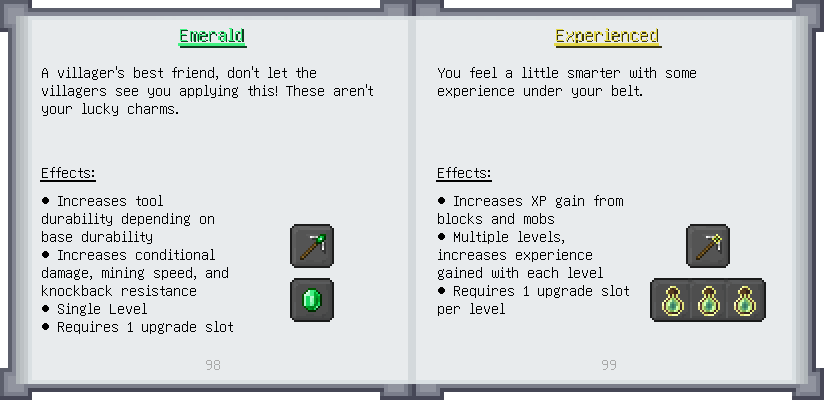 Emerald
A villager's best friend, don't let the
villagers see you applying this! These aren't
your lucky charms.
Effects:
• Increases tool
durability depending on
base durability
• Increases conditional
damage, mining speed, and
knockback resistance
• Single Level
• Requires 1 upgrade slot
98
Experienced
You feel a little smarter with some
experience under your belt.
Effects:
• Increases XP gain from
blocks and mobs
• Multiple levels,
increases experience
gained with each level
• Requires 1 upgrade slot
per level
99